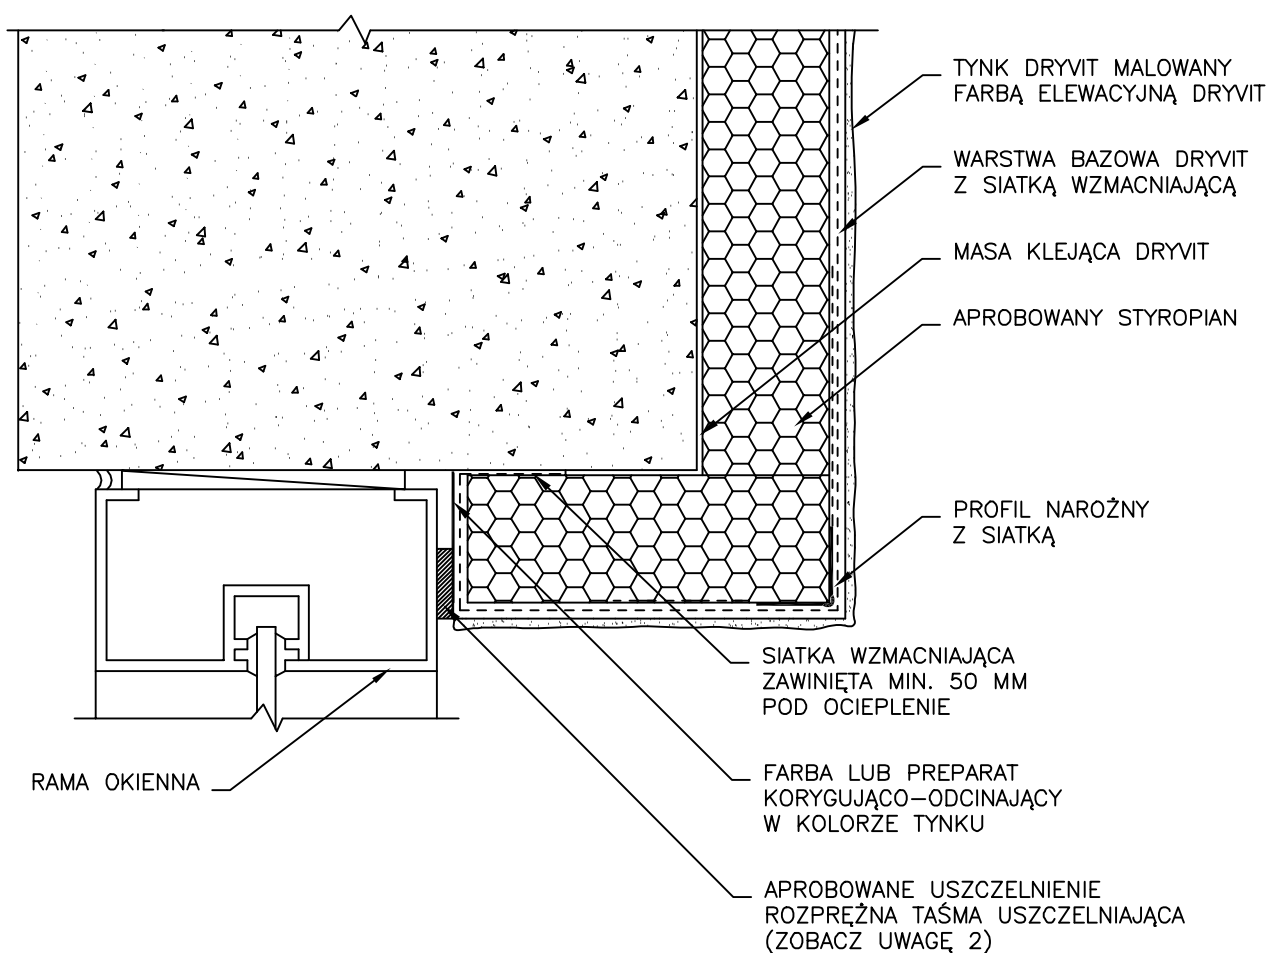 TYNK DRYVIT MALOWANY
FARBĄ ELEWACYJNĄ DRYVIT
WARSTWA BAZOWA DRYVIT
Z SIATKĄ WZMACNIAJĄCĄ
MASA KLEJĄCA DRYVIT
APROBOWANY STYROPIAN
PROFIL NAROŻNY
Z SIATKĄ
SIATKA WZMACNIAJĄCA
ZAWINIĘTA MIN. 50 MM
POD OCIEPLENIE
RAMA OKIENNA
FARBA LUB PREPARAT
KORYGUJĄCO-ODCINAJĄCY
W KOLORZE TYNKU
APROBOWANE USZCZELNIENIE
ROZPRĘŻNA TAŚMA USZCZELNIAJĄCA
(ZOBACZ UWAGĘ 2)